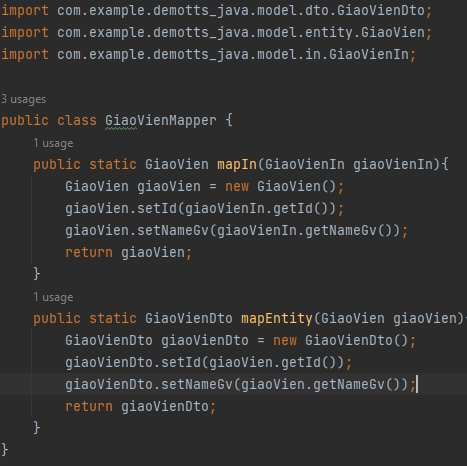 import com.example.demotts_java.model.dto.GiaoVienDto;
import com.example.demotts_java.model.entity.GiaoVien;
import com.example.demotts_java.model.in.GiaoVienIn;
3 usages
public class GiaoVienMapper {
1 usage
public static GiaoVien mapIn(GiaoVienIn giaoVienIn){
GiaoVien giaoVien = new GiaoVien();
giaoVien.setId(giaoVienIn.getId());
giaoVien.setNameGv(giaoVienIn.getNameGv());
return giaoVien;
}
1 usage
public static GiaoVienDto mapEntity(GiaoVien giaoVien){
GiaoVienDto giaoVienDto = new GiaoVienDto();
giaoVienDto.setId(giaoVien.getId());
giaoVienDto.setNameGv(giaoVien.getNameGv());
return giaoVienDto;
}
}